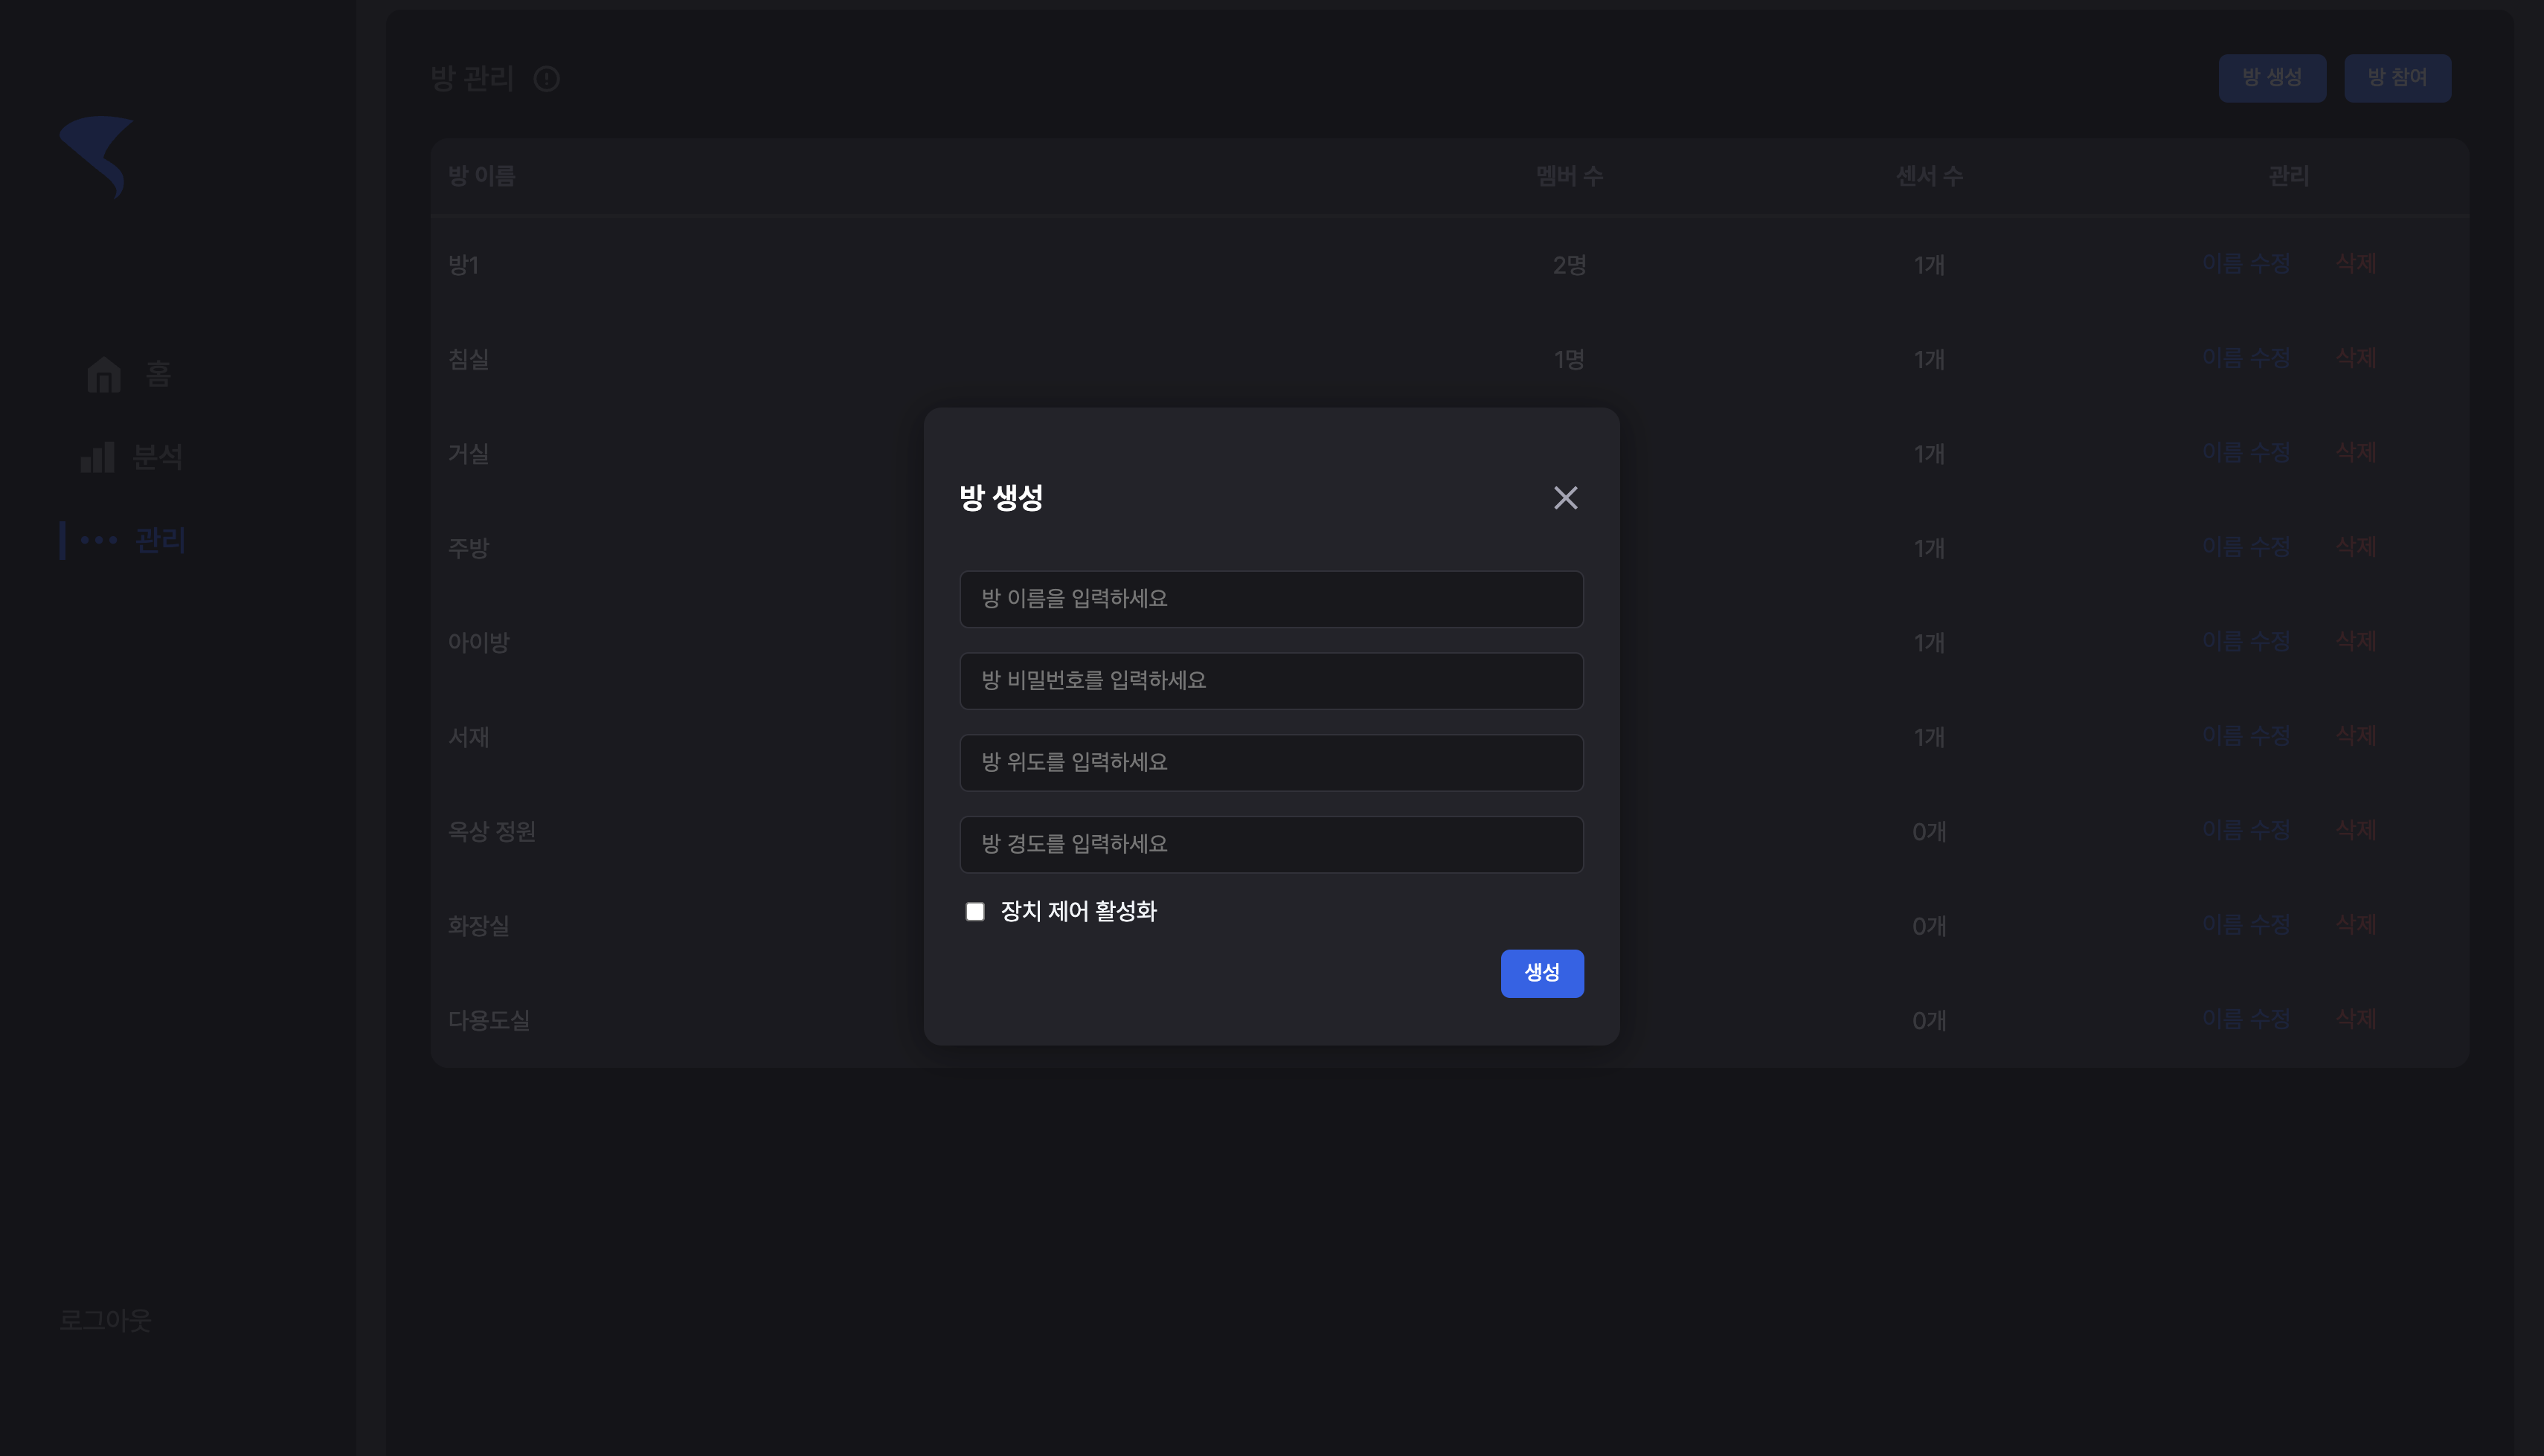 방 관리
방 생성 방 참여
방 이름 멤버 수 센서 수 관리
방1 2명 1개 이름 수정 삭제
침실 1명 1개 이름 수정 삭제
거실 1개 이름 수정 삭제
주방 1개 이름 수정 삭제
아이방 1개 이름 수정 삭제
서재 1개 이름 수정 삭제
옥상 정원 0개 이름 수정 삭제
화장실 0개 이름 수정 삭제
다용도실 0개 이름 수정 삭제
홈
분석
관리
로그아웃
방 생성
방 이름을 입력하세요
방 비밀번호를 입력하세요
방 위도를 입력하세요
방 경도를 입력하세요
장치 제어 활성화
생성